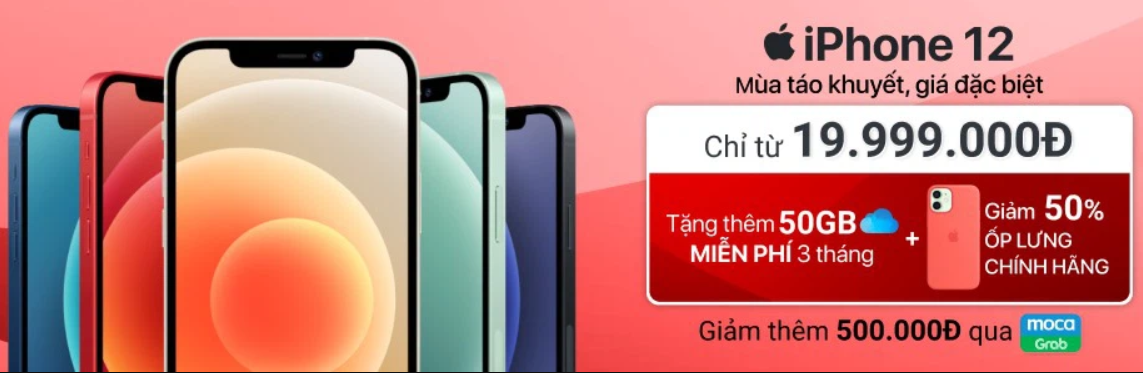 iPhone 12
Mùa táo khuyết, giá đặc biệt
Chỉ từ 19.999.000Đ
Tặng thêm 50GB
MIỄN PHÍ 3 tháng
+
Giảm 50%
ỐP LƯNG
CHÍNH HÃNG
Giảm thêm 500.000Đ qua moca
Grab